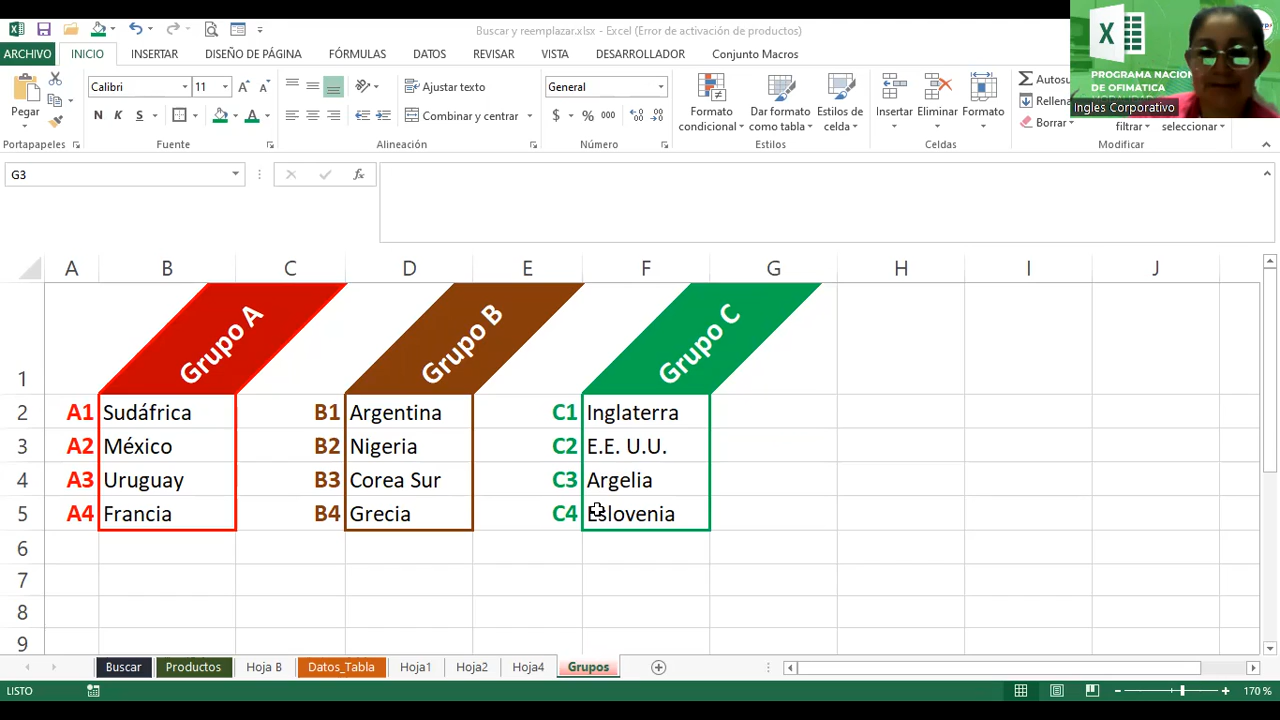 Buscar y reemplazar.xlsx - Excel (Error de activación de productos)
ARCHIVO INICIO INSERTAR DISEÑO DE PÁGINA FÓRMULAS DATOS REVISAR VISTA DESARROLLADOR Conjunto Macros
PROGRAMA NACION
DE OFIMATICA
Ingles Corporativo
Pegar
Calibri 11
N K S
Ajustar texto
Combinar y centrar
General
$ % 000
Formato condicional
Dar formato como tabla
Estilos de celda
Insertar Eliminar Formato
Autosu
Rellena
Borrar
filtrar seleccionar
Portapapeles Fuente Alineación Número Estilos Celdas Modificar
G3 fx
A B C D E F G H I J
1 Grupo A Grupo B Grupo C
2 A1 Sudáfrica B1 Argentina C1 Inglaterra
3 A2 México B2 Nigeria C2 E.E. U.U.
4 A3 Uruguay B3 Corea Sur C3 Argelia
5 A4 Francia B4 Grecia C4 Eslovenia
6
7
8
9
Buscar Productos Hoja B Datos_Tabla Hoja1 Hoja2 Hoja4 Grupos
LISTO 170 %